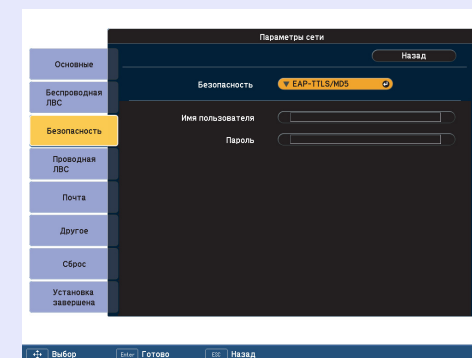 Параметры сети
Назад
Основные
Безопасность EAP-TTLS/MD5
Беспроводная
ЛВС
Имя пользователя
Безопасность
Пароль
Проводная
ЛВС
Почта
Другое
Сброс
Установка
завершена
Выбор Enter Готово ESC Назад